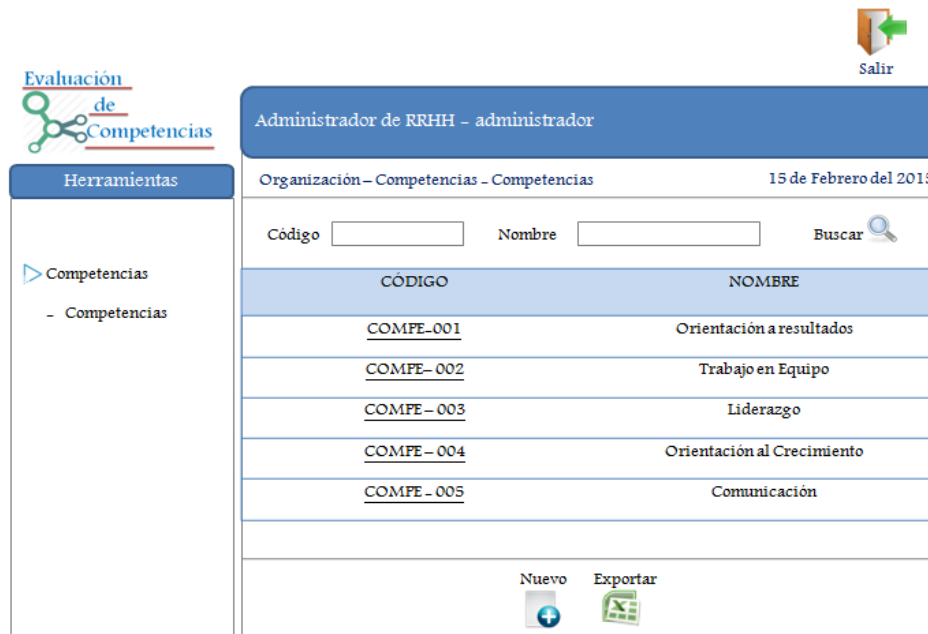 Salir
Evaluación
de
Competencias
Administrador de RRHH – administrador
Herramientas
Organización – Competencias – Competencias 15 de Febrero del 2015
Código Nombre Buscar
Competencias
– Competencias
CÓDIGO NOMBRE
COMPE–001 Orientación a resultados
COMPE– 002 Trabajo en Equipo
COMPE – 003 Liderazgo
COMPE – 004 Orientación al Crecimiento
COMPE – 005 Comunicación
Nuevo Exportar